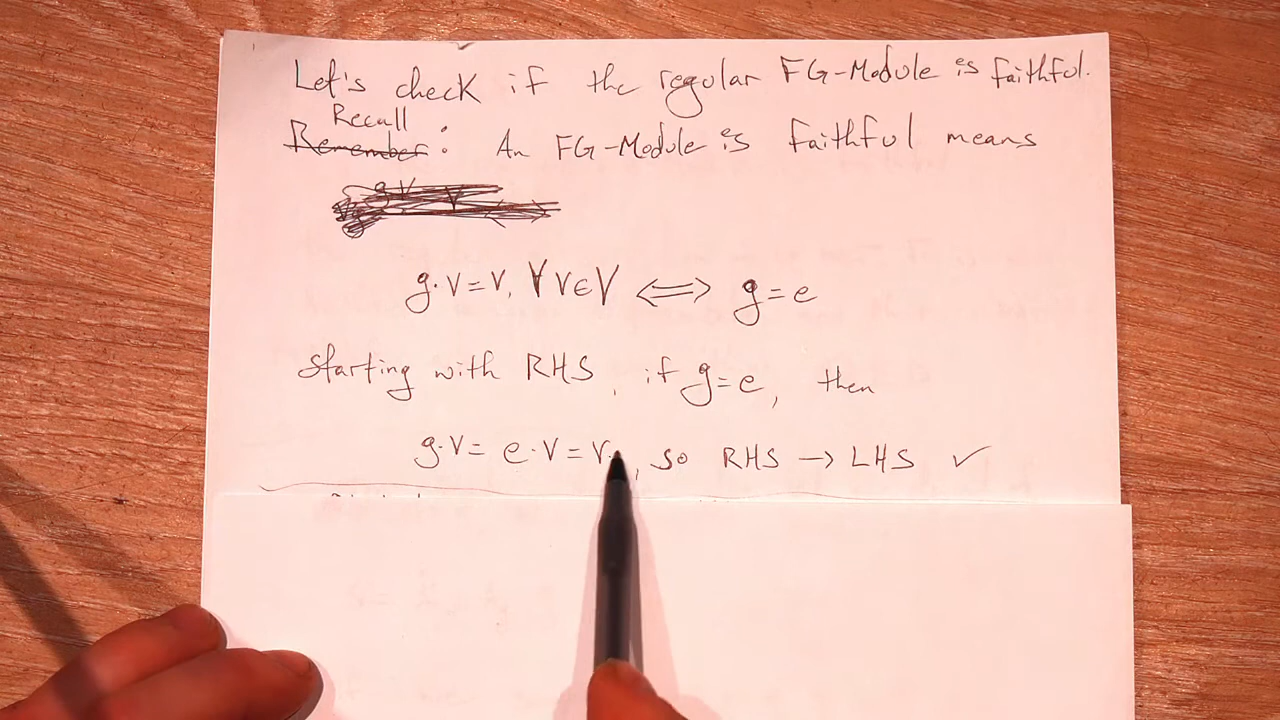 Let's check if the regular FG-Module is faithful.
Recall
Remember: An FG-Module is faithful means
g·v=v, ∀v∈V ⟺ g=e
starting with RHS, if g=e, then
g·v= e·v=v, so RHS → LHS ✓